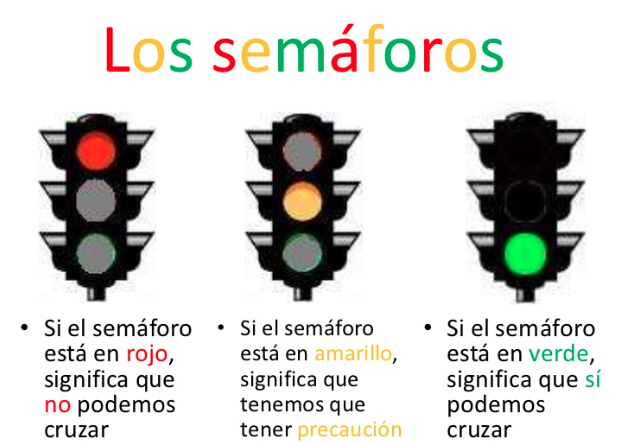 Los semáforos
• Si el semáforo
está en rojo,
significa que
no podemos
cruzar
• Si el semáforo
está en amarillo,
significa que
tenemos que
tener precaución
• Si el semáforo
está en verde,
significa que sí
podemos
cruzar